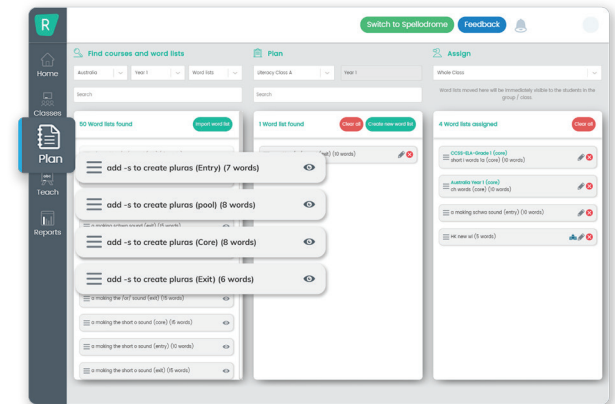 R
Switch to Spellodrome
Feedback
Home
Classes
Plan
Teach
Reports
Find courses and word lists
Australia
Year 1
Word lists
Search
50 Word lists found
Import word list
add -s to create pluras (Entry) (7 words)
add -s to create pluras (pool) (8 words)
add -s to create pluras (Core) (8 words)
add -s to create pluras (Exit) (6 words)
a making the /or/ sound (exit) (15 words)
a making the short o sound (core) (15 words)
a making the short o sound (entry) (10 words)
a making the short o sound (exit) (15 words)
Plan
Literacy Class A
Year 1
Search
1 Word list found
Clear all
Create new word list
(10 words)
Assign
Whole Class
Word lists moved here will be immediately visible to the students in the
group / class.
4 Word lists assigned
Clear all
CCSS-ELA-Grade 1 (core)
short i words 1a (core) (10 words)
Australia Year 1 (core)
ch words (core) (10 words)
a making schwa sound (entry) (10 words)
(5 words)